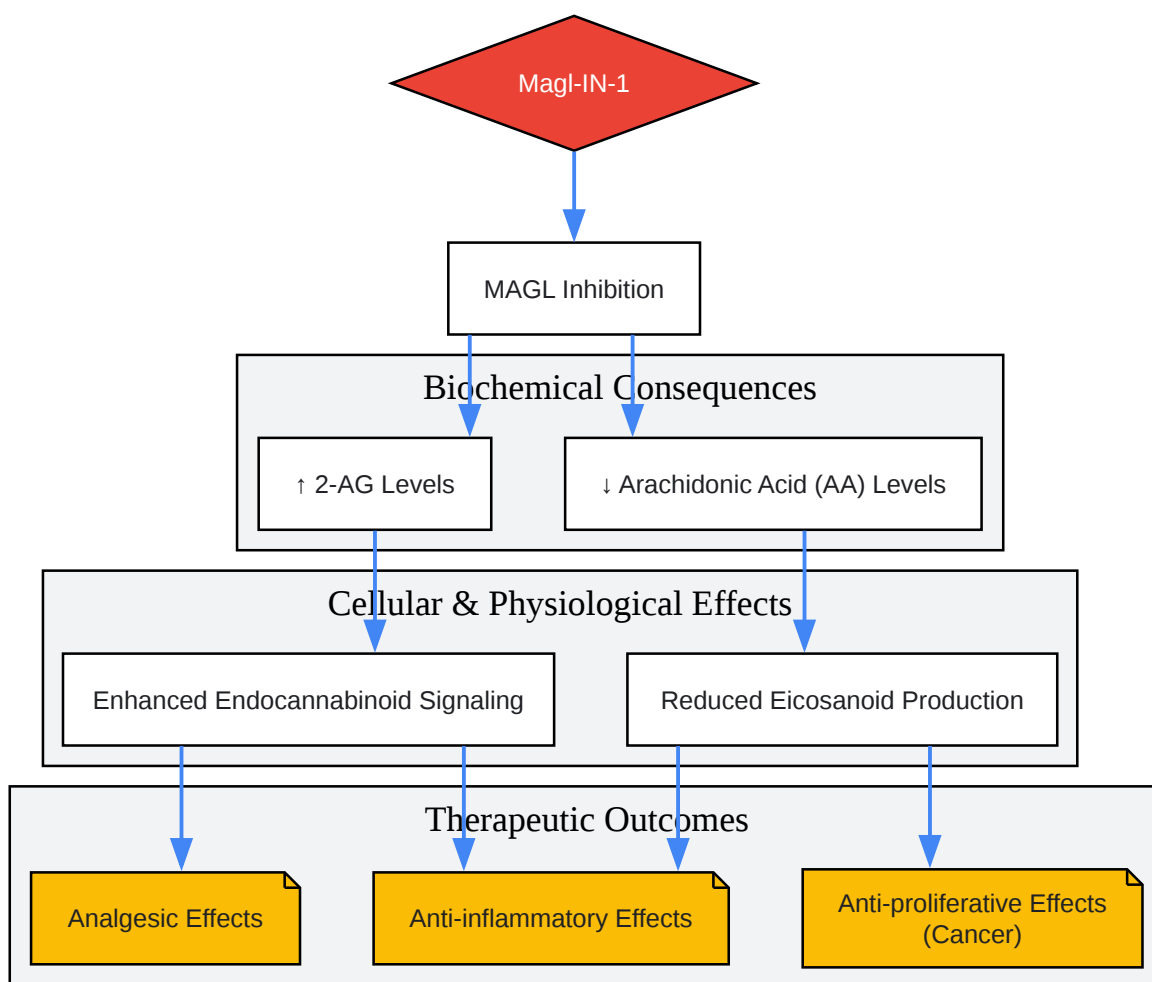 Magl-IN-1
MAGL Inhibition
Biochemical Consequences
↑ 2-AG Levels
↓ Arachidonic Acid (AA) Levels
Cellular & Physiological Effects
Enhanced Endocannabinoid Signaling
Reduced Eicosanoid Production
Therapeutic Outcomes
Analgesic Effects
Anti-inflammatory Effects
Anti-proliferative Effects
(Cancer)